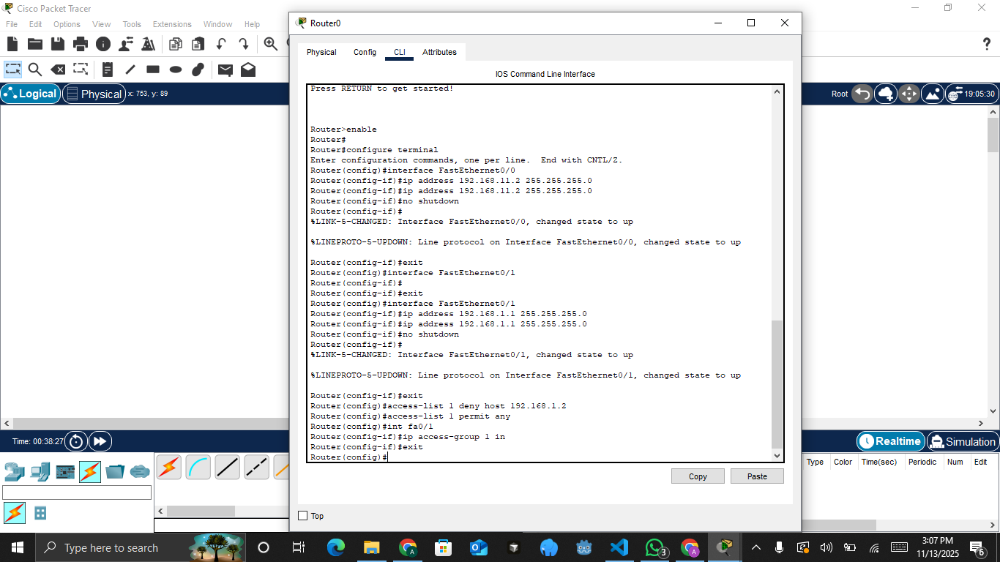 Cisco Packet Tracer
File Edit Options View Tools Extensions Window Help
Logical
Physical
x: 753, y: 89
Router0
Physical Config CLI Attributes
IOS Command Line Interface
Press RETURN to get started!
Router>enable
Router#
Router#configure terminal
Enter configuration commands, one per line.  End with CNTL/Z.
Router(config)#interface FastEthernet0/0
Router(config-if)#ip address 192.168.11.2 255.255.255.0
Router(config-if)#ip address 192.168.11.2 255.255.255.0
Router(config-if)#no shutdown
Router(config-if)#
%LINK-5-CHANGED: Interface FastEthernet0/0, changed state to up
%LINEPROTO-5-UPDOWN: Line protocol on Interface FastEthernet0/0, changed state to up
Router(config-if)#exit
Router(config)#interface FastEthernet0/1
Router(config-if)#
Router(config-if)#exit
Router(config)#interface FastEthernet0/1
Router(config-if)#ip address 192.168.1.1 255.255.255.0
Router(config-if)#ip address 192.168.1.1 255.255.255.0
Router(config-if)#no shutdown
Router(config-if)#
%LINK-5-CHANGED: Interface FastEthernet0/1, changed state to up
%LINEPROTO-5-UPDOWN: Line protocol on Interface FastEthernet0/1, changed state to up
Router(config-if)#exit
Router(config)#access-list 1 deny host 192.168.1.2
Router(config)#access-list 1 permit any
Router(config)#int fa0/1
Router(config-if)#ip access-group 1 in
Router(config-if)#exit
Router(config)#
Copy Paste
Top
Root 19:05:30
Time: 00:38:27
Realtime Simulation
Type Color Time(sec) Periodic Num Edit
Type here to search
3
3:07 PM
11/13/2025
6